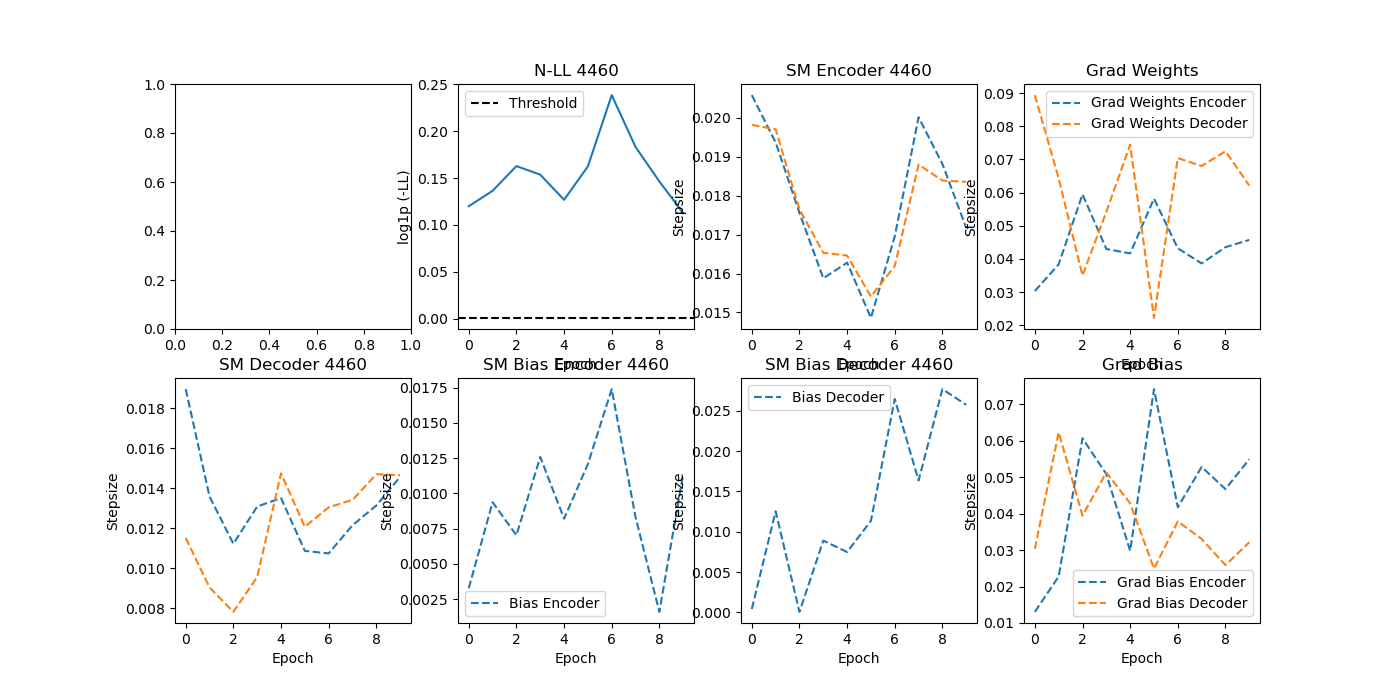 N-LL 4460
SM Encoder 4460
Grad Weights
1.0
0.8
0.6
0.4
0.2
0.0
0.0 0.2 0.4 0.6 0.8 1.0
log1p (-LL)
0.25
0.20
0.15
0.10
0.05
0.00
Threshold
0 2 4 6 8
Epoch
Stepsize
0.020
0.019
0.018
0.017
0.016
0.015
0 2 4 6 8
Epoch
Stepsize
0.09
0.08
0.07
0.06
0.05
0.04
0.03
0.02
Grad Weights Encoder
Grad Weights Decoder
0 2 4 6 8
Epoch
SM Decoder 4460
SM Bias Encoder 4460
SM Bias Decoder 4460
Grad Bias
Stepsize
0.018
0.016
0.014
0.012
0.010
0.008
0 2 4 6 8
Epoch
Stepsize
0.0175
0.0150
0.0125
0.0100
0.0075
0.0050
0.0025
Bias Encoder
0 2 4 6 8
Epoch
Stepsize
0.025
0.020
0.015
0.010
0.005
0.000
Bias Decoder
0 2 4 6 8
Epoch
Stepsize
0.07
0.06
0.05
0.04
0.03
0.02
0.01
Grad Bias Encoder
Grad Bias Decoder
0 2 4 6 8
Epoch